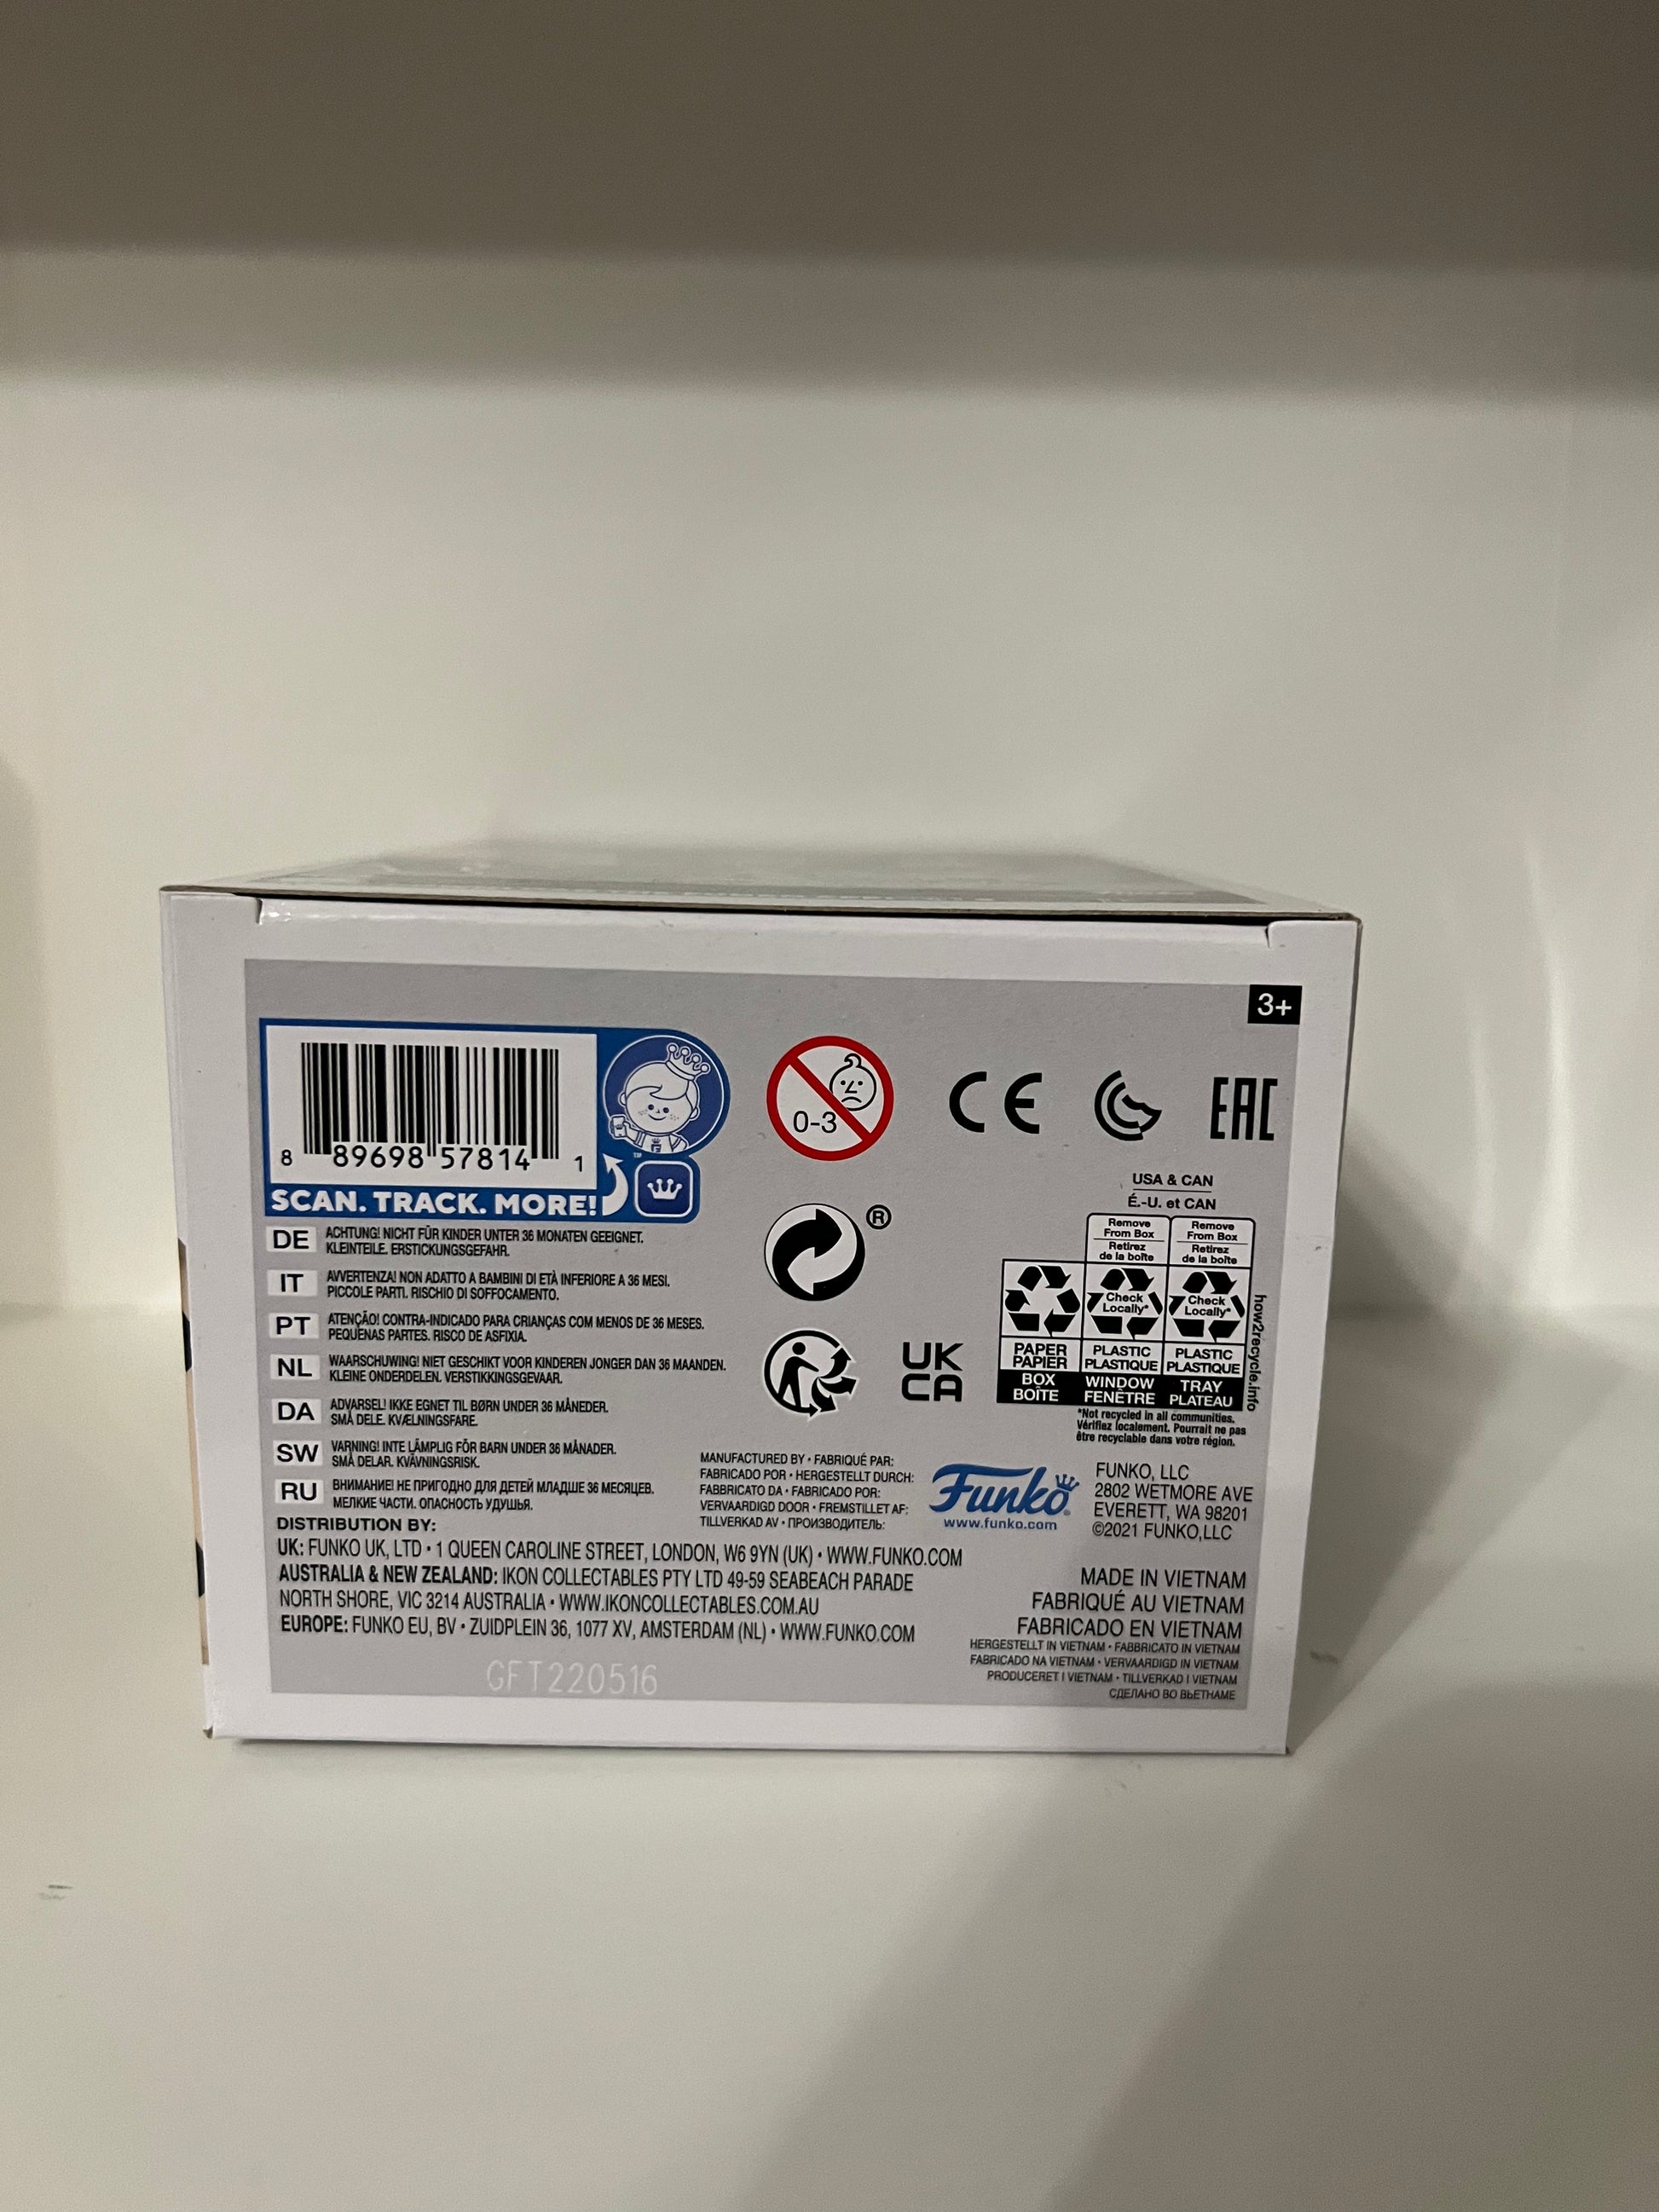 3+
8 89698 57814 1
SCAN. TRACK. MORE!
TM
0-3
CE
EAC
DE ACHTUNG! NICHT FÜR KINDER UNTER 36 MONATEN GEEIGNET.
KLEINTEILE. ERSTICKUNGSGEFAHR.
IT AVVERTENZA! NON ADATTO A BAMBINI DI ETÀ INFERIORE A 36 MESI.
PICCOLE PARTI. RISCHIO DI SOFFOCAMENTO.
PT ATENÇÃO! CONTRA-INDICADO PARA CRIANÇAS COM MENOS DE 36 MESES.
PEQUENAS PARTES. RISCO DE ASFIXIA.
NL WAARSCHUWING! NIET GESCHIKT VOOR KINDEREN JONGER DAN 36 MAANDEN.
KLEINE ONDERDELEN. VERSTIKKINGSGEVAAR.
DA ADVARSEL! IKKE EGNET TIL BØRN UNDER 36 MÅNEDER.
SMÅ DELE. KVÆLNINGSFARE.
SW VARNING! INTE LÄMPLIG FÖR BARN UNDER 36 MÅNADER.
SMÅ DELAR. KVÄVNINGSRISK.
RU ВНИМАНИЕ! НЕ ПРИГОДНО ДЛЯ ДЕТЕЙ МЛАДШЕ 36 МЕСЯЦЕВ.
МЕЛКИЕ ЧАСТИ. ОПАСНОСТЬ УДУШЬЯ.
®
UK
CA
USA & CAN
É.-U. et CAN
Remove From Box
Retirez de la boîte
Remove From Box
Retirez de la boîte
Check Locally*
Check Locally*
PAPER PAPIER
PLASTIC PLASTIQUE
PLASTIC PLASTIQUE
BOX BOÎTE
WINDOW FENÊTRE
TRAY PLATEAU
how2recycle.info
*Not recycled in all communities.
Vérifiez localement. Pourrait ne pas
être recyclable dans votre région.
MANUFACTURED BY • FABRIQUÉ PAR:
FABRICADO POR • HERGESTELLT DURCH:
FABBRICATO DA • FABRICADO POR:
VERVAARDIGD DOOR • FREMSTILLET AF:
TILLVERKAD AV • ПРОИЗВОДИТЕЛЬ:
Funko®
www.funko.com
FUNKO, LLC
2802 WETMORE AVE
EVERETT, WA 98201
©2021 FUNKO,LLC
DISTRIBUTION BY:
UK: FUNKO UK, LTD • 1 QUEEN CAROLINE STREET, LONDON, W6 9YN (UK) • WWW.FUNKO.COM
AUSTRALIA & NEW ZEALAND: IKON COLLECTABLES PTY LTD 49-59 SEABEACH PARADE
NORTH SHORE, VIC 3214 AUSTRALIA • WWW.IKONCOLLECTABLES.COM.AU
EUROPE: FUNKO EU, BV • ZUIDPLEIN 36, 1077 XV, AMSTERDAM (NL) • WWW.FUNKO.COM
MADE IN VIETNAM
FABRIQUÉ AU VIETNAM
FABRICADO EN VIETNAM
HERGESTELLT IN VIETNAM • FABBRICATO IN VIETNAM
FABRICADO NA VIETNAM • VERVAARDIGD IN VIETNAM
PRODUCERET I VIETNAM • TILLVERKAD I VIETNAM
СДЕЛАНО ВО ВЬЕТНАМЕ
GFT220516